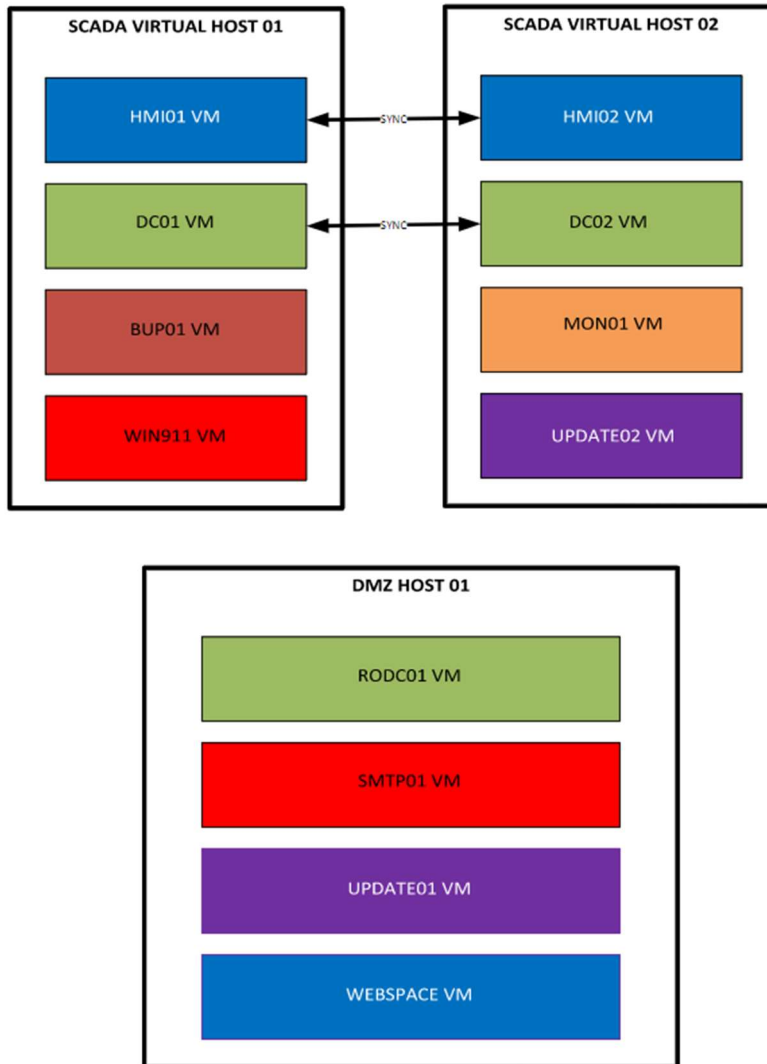 SCADA VIRTUAL HOST 01
HMI01 VM
DC01 VM
BUP01 VM
WIN911 VM
SYNC
SYNC
SCADA VIRTUAL HOST 02
HMI02 VM
DC02 VM
MON01 VM
UPDATE02 VM
DMZ HOST 01
RODC01 VM
SMTP01 VM
UPDATE01 VM
WEBSPACE VM